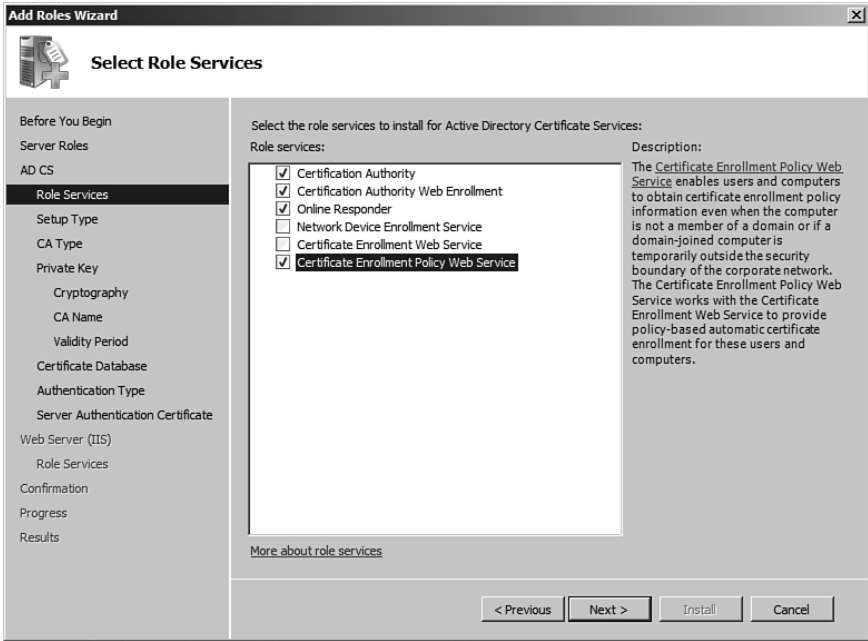 Add Roles Wizard
Select Role Services
Before You Begin
Server Roles
AD CS
Role Services
Setup Type
CA Type
Private Key
Cryptography
CA Name
Validity Period
Certificate Database
Authentication Type
Server Authentication Certificate
Web Server (IIS)
Role Services
Confirmation
Progress
Results
Select the role services to install for Active Directory Certificate Services:
Role services:
Certification Authority
Certification Authority Web Enrollment
Online Responder
Network Device Enrollment Service
Certificate Enrollment Web Service
Certificate Enrollment Policy Web Service
More about role services
Description:
The Certificate Enrollment Policy Web
Service enables users and computers
to obtain certificate enrollment policy
information even when the computer
is not a member of a domain or if a
domain-joined computer is
temporarily outside the security
boundary of the corporate network.
The Certificate Enrollment Policy Web
Service works with the Certificate
Enrollment Web Service to provide
policy-based automatic certificate
enrollment for these users and
computers.
< Previous
Next >
Install
Cancel